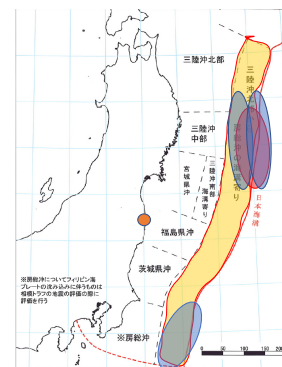 三陸沖北部
三陸沖
中部
宮城県沖
三陸沖南部
海溝寄り
福島県沖
茨城県沖
日本海溝
※房総沖についてフィリピン海
プレートの沈み込みに伴うものは
相模トラフの地震の評価の際に
評価を行う
※房総沖
0 50 100 150 200